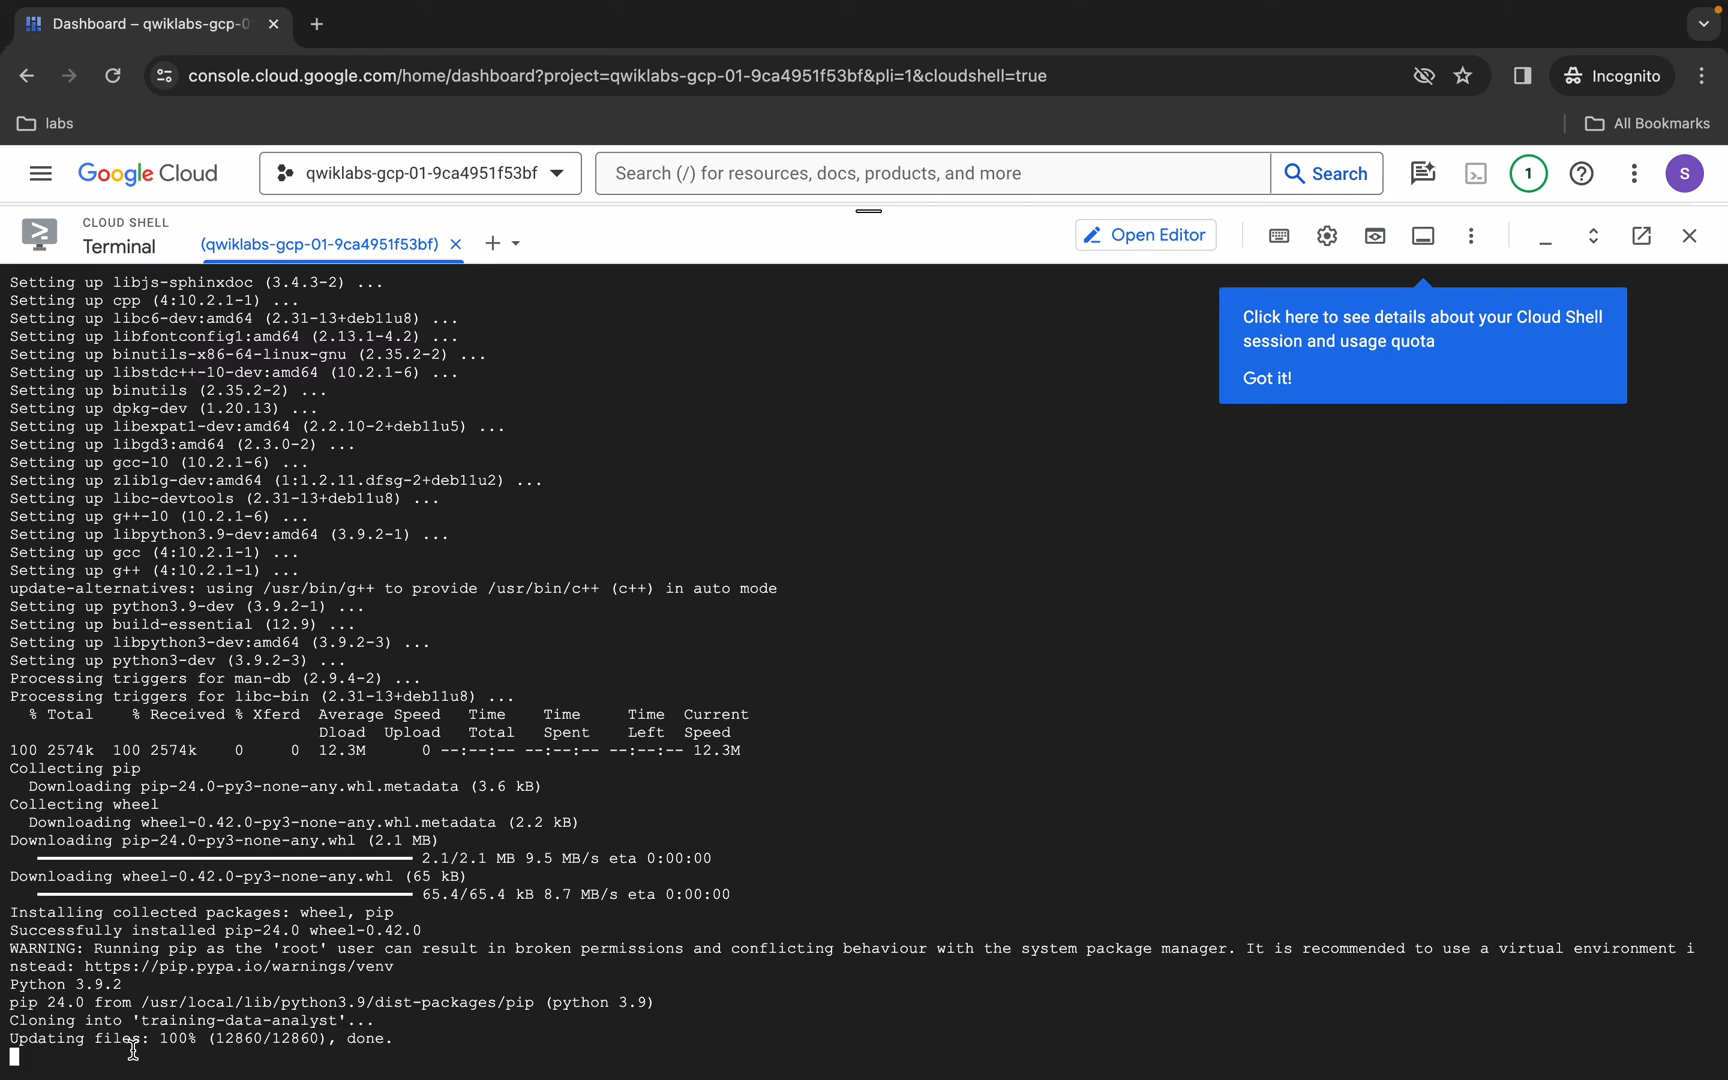 Dashboard – qwiklabs-gcp-0
console.cloud.google.com/home/dashboard?project=qwiklabs-gcp-01-9ca4951f53bf&pli=1&cloudshell=true
Incognito
labs
All Bookmarks
Google Cloud
qwiklabs-gcp-01-9ca4951f53bf
Search (/) for resources, docs, products, and more
Search
1
S
CLOUD SHELL
Terminal
(qwiklabs-gcp-01-9ca4951f53bf)
Open Editor
Click here to see details about your Cloud Shell
session and usage quota
Got it!
Setting up libjs-sphinxdoc (3.4.3-2) ...
Setting up cpp (4:10.2.1-1) ...
Setting up libc6-dev:amd64 (2.31-13+deb11u8) ...
Setting up libfontconfig1:amd64 (2.13.1-4.2) ...
Setting up binutils-x86-64-linux-gnu (2.35.2-2) ...
Setting up libstdc++-10-dev:amd64 (10.2.1-6) ...
Setting up binutils (2.35.2-2) ...
Setting up dpkg-dev (1.20.13) ...
Setting up libexpat1-dev:amd64 (2.2.10-2+deb11u5) ...
Setting up libgd3:amd64 (2.3.0-2) ...
Setting up gcc-10 (10.2.1-6) ...
Setting up zlib1g-dev:amd64 (1:1.2.11.dfsg-2+deb11u2) ...
Setting up libc-devtools (2.31-13+deb11u8) ...
Setting up g++-10 (10.2.1-6) ...
Setting up libpython3.9-dev:amd64 (3.9.2-1) ...
Setting up gcc (4:10.2.1-1) ...
Setting up g++ (4:10.2.1-1) ...
update-alternatives: using /usr/bin/g++ to provide /usr/bin/c++ (c++) in auto mode
Setting up python3.9-dev (3.9.2-1) ...
Setting up build-essential (12.9) ...
Setting up libpython3-dev:amd64 (3.9.2-3) ...
Setting up python3-dev (3.9.2-3) ...
Processing triggers for man-db (2.9.4-2) ...
Processing triggers for libc-bin (2.31-13+deb11u8) ...
% Total % Received % Xferd Average Speed Time Time Time Current
Dload Upload Total Spent Left Speed
100 2574k 100 2574k 0 0 12.3M 0 --:--:-- --:--:-- --:--:-- 12.3M
Collecting pip
Downloading pip-24.0-py3-none-any.whl.metadata (3.6 kB)
Collecting wheel
Downloading wheel-0.42.0-py3-none-any.whl.metadata (2.2 kB)
Downloading pip-24.0-py3-none-any.whl (2.1 MB)
2.1/2.1 MB 9.5 MB/s eta 0:00:00
Downloading wheel-0.42.0-py3-none-any.whl (65 kB)
65.4/65.4 kB 8.7 MB/s eta 0:00:00
Installing collected packages: wheel, pip
Successfully installed pip-24.0 wheel-0.42.0
WARNING: Running pip as the 'root' user can result in broken permissions and conflicting behaviour with the system package manager. It is recommended to use a virtual environment i
nstead: https://pip.pypa.io/warnings/venv
Python 3.9.2
pip 24.0 from /usr/local/lib/python3.9/dist-packages/pip (python 3.9)
Cloning into 'training-data-analyst'...
Updating files: 100% (12860/12860), done.